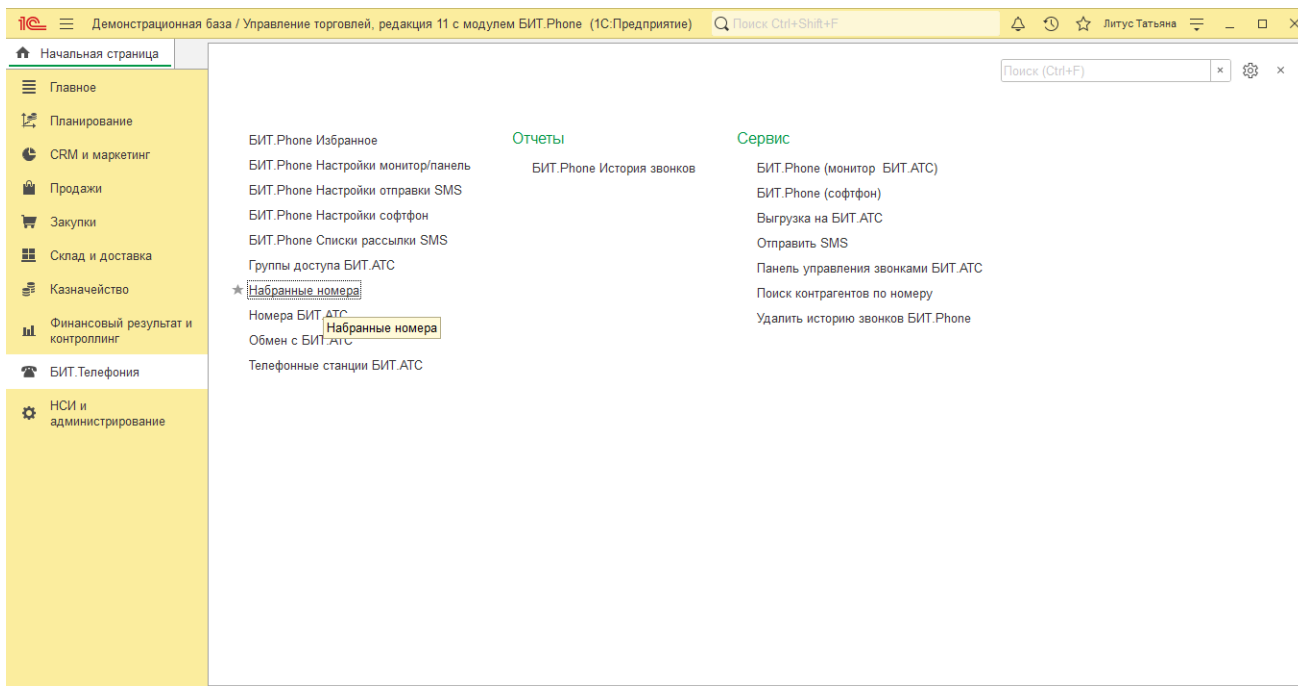 1С Демонстрационная база / Управление торговлей, редакция 11 с модулем БИТ.Phone (1С:Предприятие) Поиск Ctrl+Shift+F Литус Татьяна
Начальная страница
Поиск (Ctrl+F)
Главное
Планирование
CRM и маркетинг
Продажи
Закупки
Склад и доставка
Казначейство
Финансовый результат и
контроллинг
БИТ.Телефония
НСИ и
администрирование
БИТ.Phone Избранное
БИТ.Phone Настройки монитор/панель
БИТ.Phone Настройки отправки SMS
БИТ.Phone Настройки софтфон
БИТ.Phone Списки рассылки SMS
Группы доступа БИТ.АТС
Набранные номера
Номера БИТ.АТС
Набранные номера
Обмен с БИТ.АТС
Телефонные станции БИТ.АТС
Отчеты
БИТ.Phone История звонков
Сервис
БИТ.Phone (монитор БИТ.АТС)
БИТ.Phone (софтфон)
Выгрузка на БИТ.АТС
Отправить SMS
Панель управления звонками БИТ.АТС
Поиск контрагентов по номеру
Удалить историю звонков БИТ.Phone